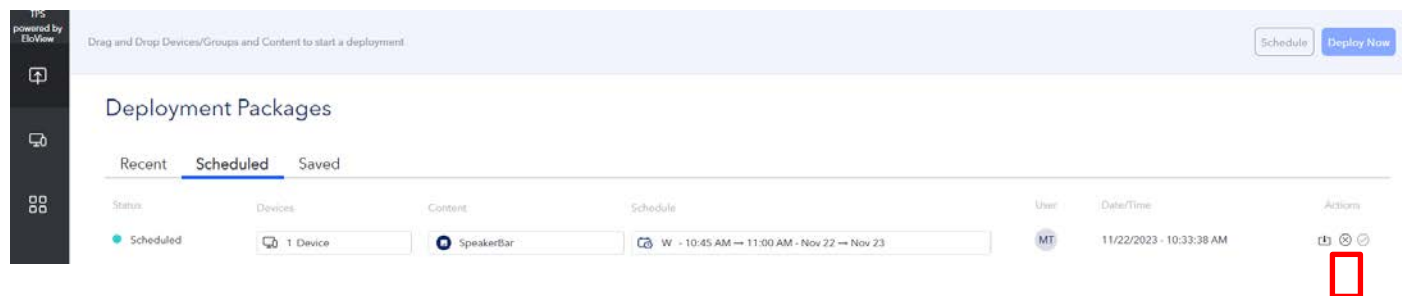 TPS
powered by
EloView
Drag and Drop Devices/Groups and Content to start a deployment
Schedule
Deploy Now
Deployment Packages
Recent Scheduled Saved
Status Devices Content Schedule User Date/Time Actions
Scheduled 1 Device SpeakerBar W - 10:45 AM → 11:00 AM - Nov 22 → Nov 23 MT 11/22/2023 - 10:33:38 AM